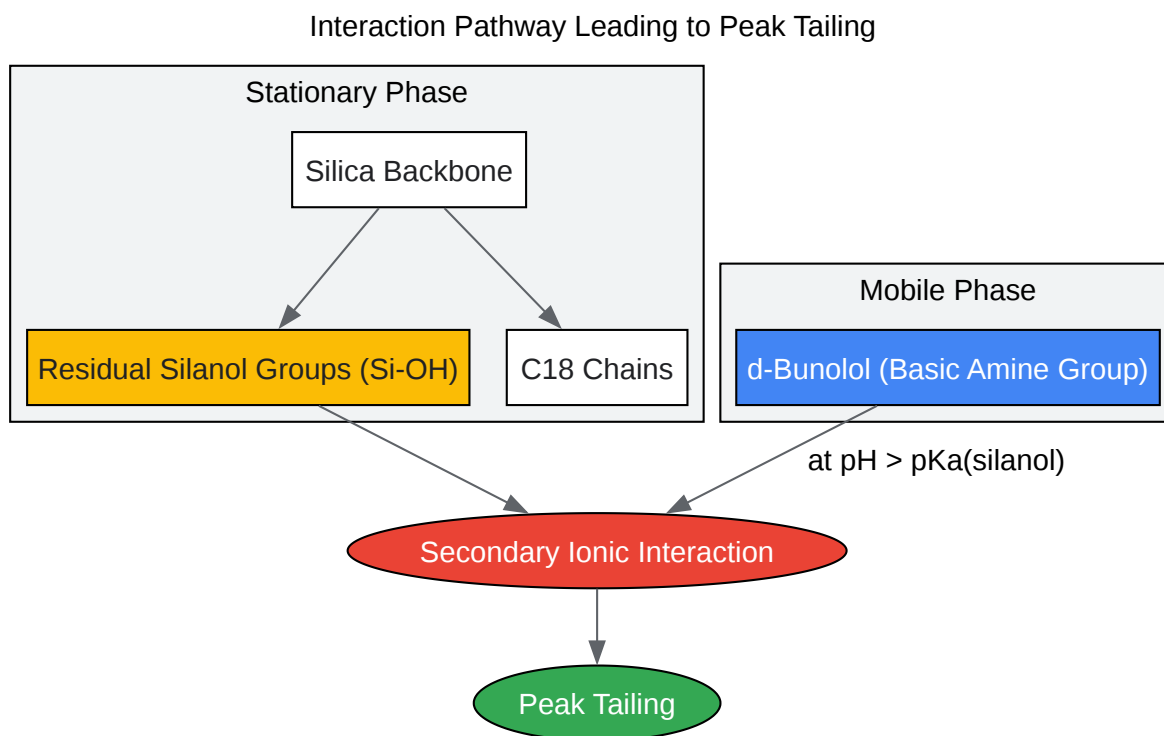 Interaction Pathway Leading to Peak Tailing
Stationary Phase
Silica Backbone
Residual Silanol Groups (Si-OH)
C18 Chains
Mobile Phase
d-Bunolol (Basic Amine Group)
at pH > pKa(silanol)
Secondary Ionic Interaction
Peak Tailing